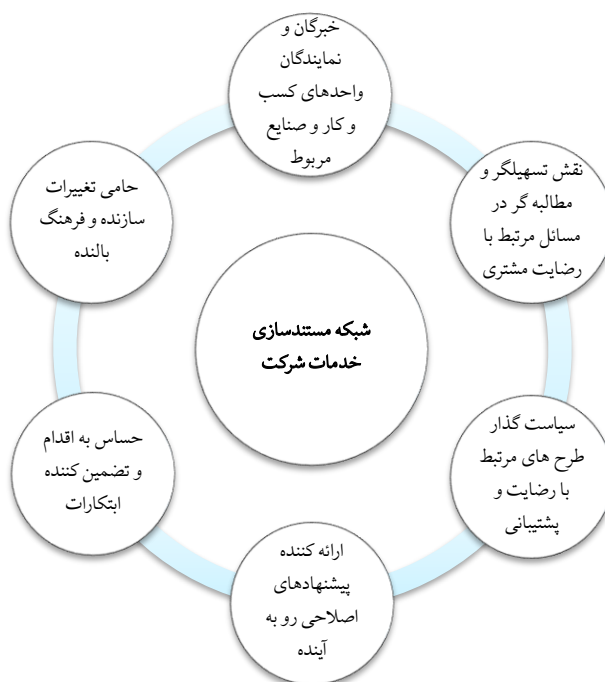 خبرگان و
نمایندگان
واحدهای کسب
و کار و صنایع
مربوط
نقش تسهیلگر و
مطالبه گر در
مسائل مرتبط با
رضایت مشتری
سیاست گذار
طرح های مرتبط
با رضایت و
پشتیبانی
ارائه کننده
پیشنهادهای
اصلاحی رو به
آینده
حساس به اقدام
و تضمین کننده
ابتکارات
حامی تغییرات
سازنده و فرهنگ
بالنده
شبکه مستندسازی
خدمات شرکت